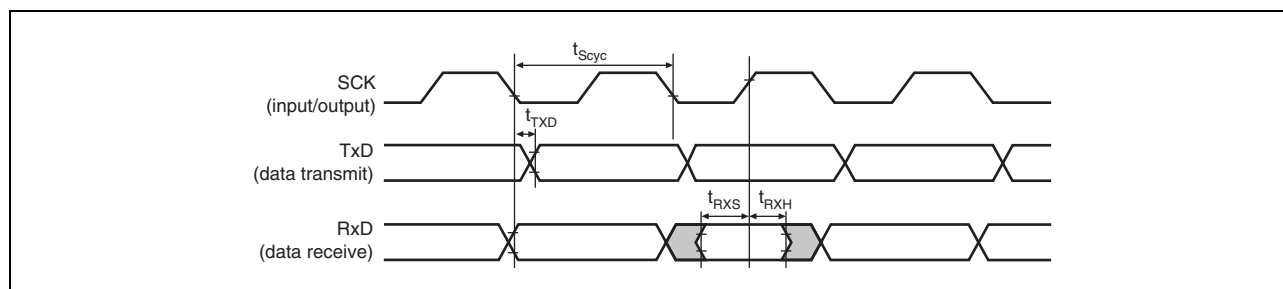 tScyc
SCK
(input/output)
tTXD
TxD
(data transmit)
tRXS
tRXH
RxD
(data receive)